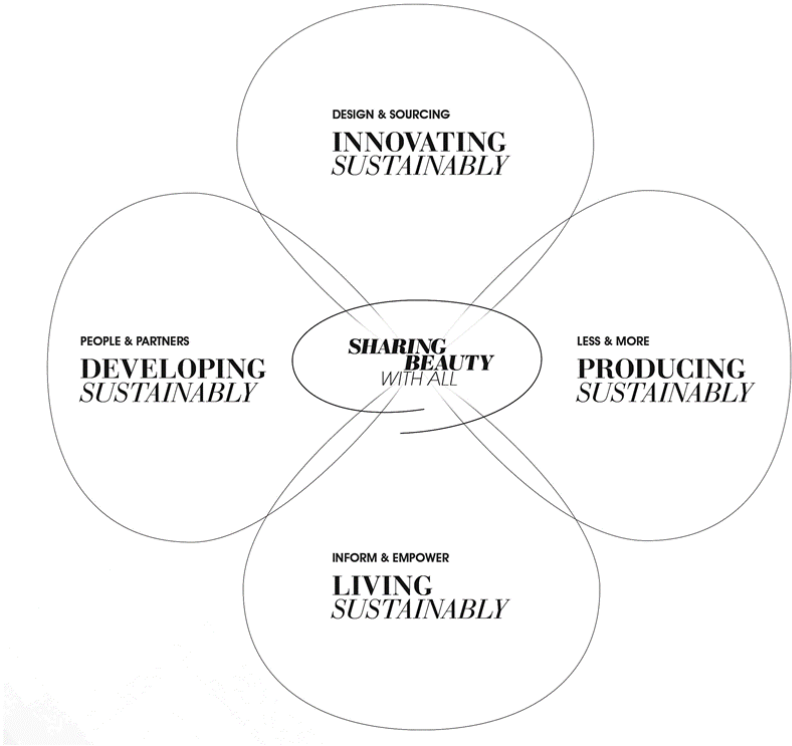 DESIGN & SOURCING
INNOVATING
SUSTAINABLY
PEOPLE & PARTNERS
DEVELOPING
SUSTAINABLY
SHARING
BEAUTY
WITH ALL
LESS & MORE
PRODUCING
SUSTAINABLY
INFORM & EMPOWER
LIVING
SUSTAINABLY